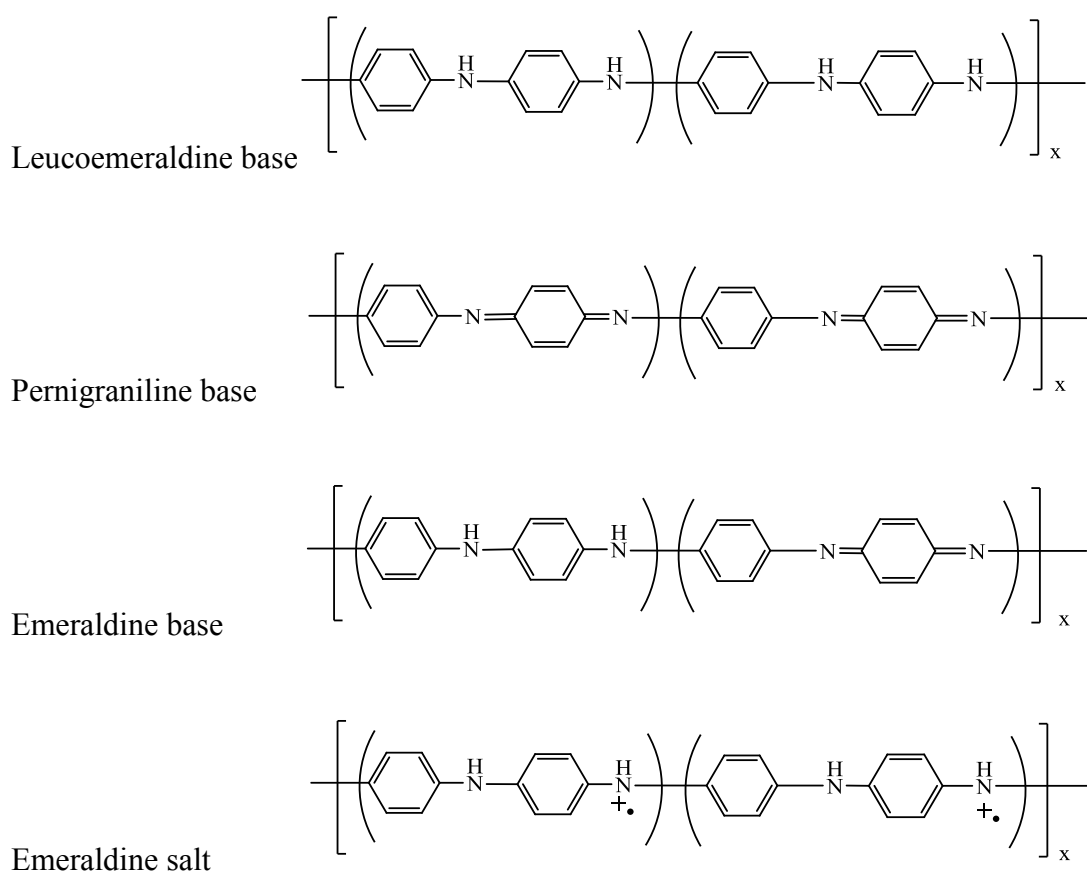 H H H H
N N N N
Leucoemeraldine base
x
N N N N
Pernigraniline base
x
H H
N N N N
Emeraldine base
x
H H H H
N N N N
+• +•
Emeraldine salt
x